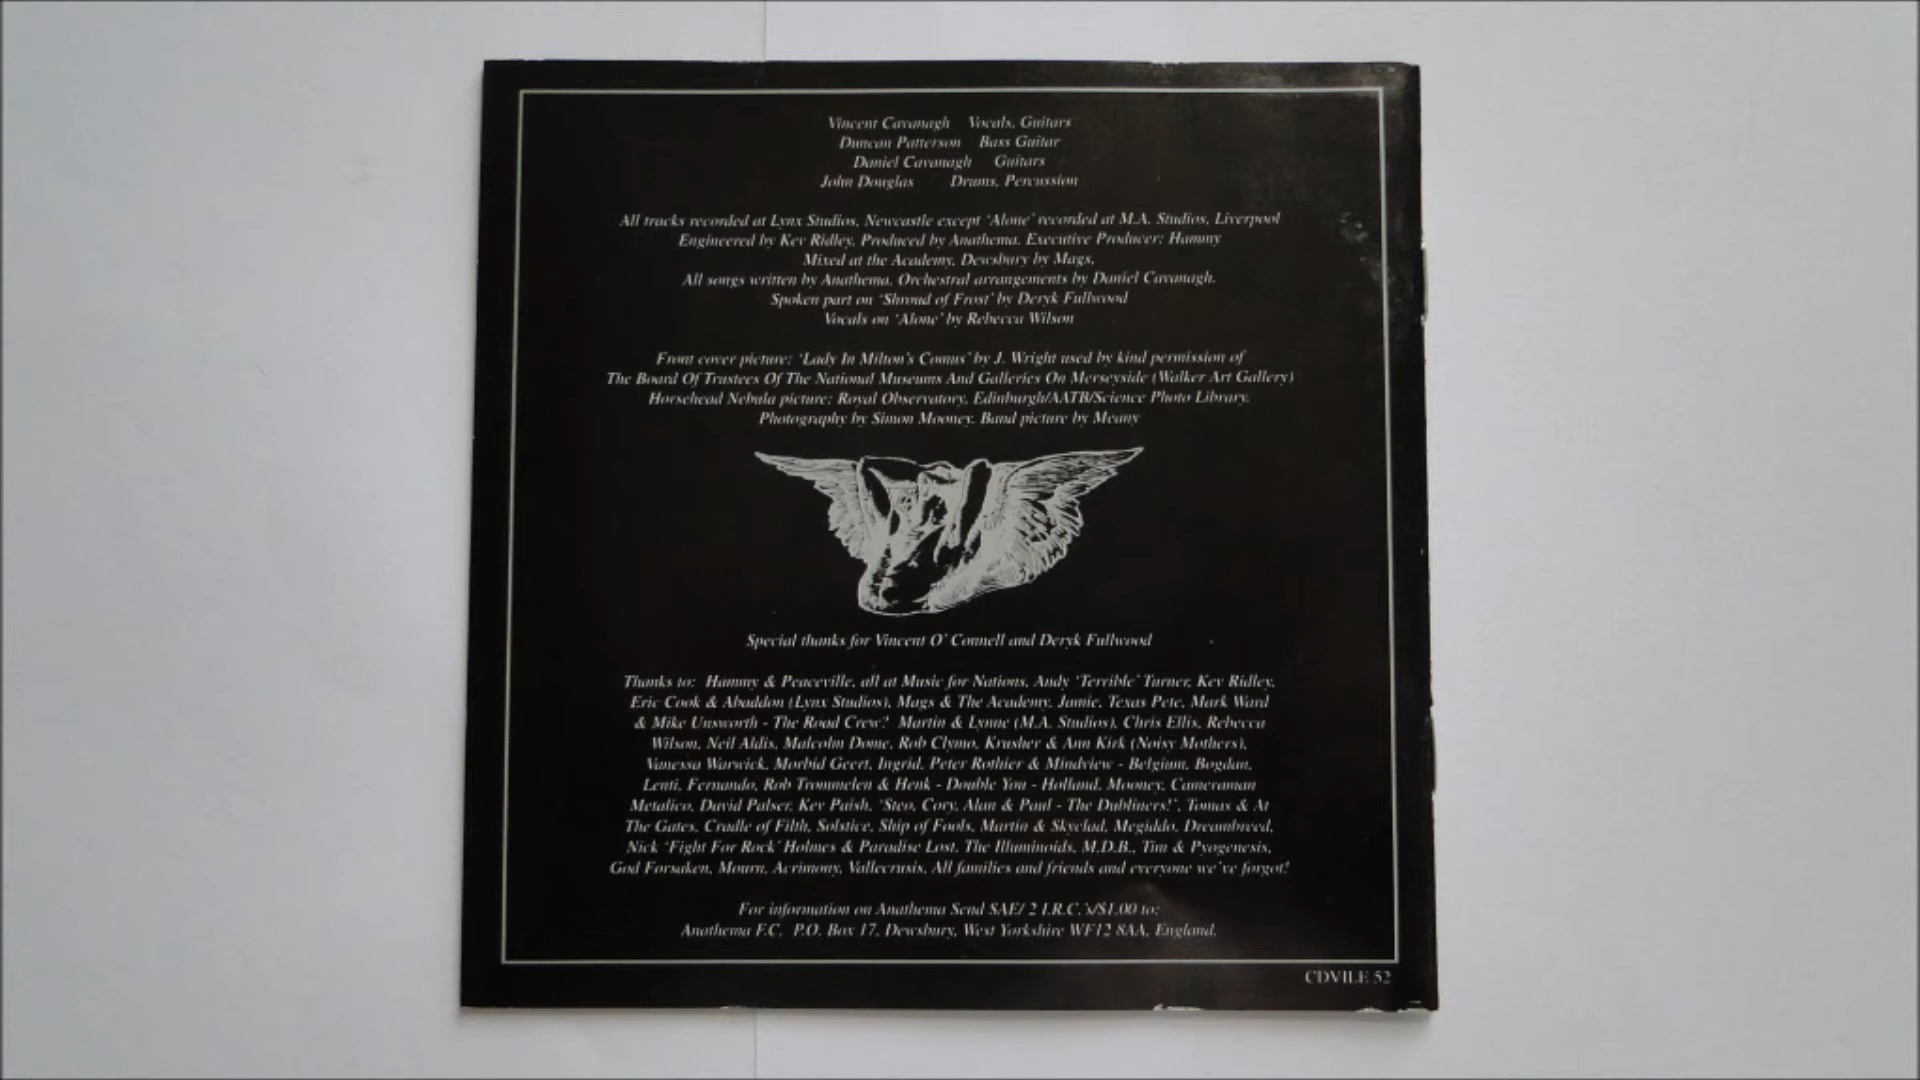 Vincent Cavanagh Vocals, Guitars
Duncan Patterson Bass Guitar
Daniel Cavanagh Guitars
John Douglas Drums, Percussion
All tracks recorded at Lynx Studios, Newcastle except 'Alone' recorded at M.A. Studios, Liverpool
Engineered by Kev Ridley. Produced by Anathema. Executive Producer: Hammy
Mixed at the Academy, Dewsbury by Mags.
All songs written by Anathema. Orchestral arrangements by Daniel Cavanagh.
Spoken part on 'Shroud of Frost' by Deryk Fullwood
Vocals on 'Alone' by Rebecca Wilson
Front cover picture: 'Lady In Milton's Comus' by J. Wright used by kind permission of
The Board Of Trustees Of The National Museums And Galleries On Merseyside (Walker Art Gallery)
Horsehead Nebula picture: Royal Observatory, Edinburgh/AATB/Science Photo Library.
Photography by Simon Mooney. Band picture by Meany
Special thanks for Vincent O' Connell and Deryk Fullwood
Thanks to: Hammy & Peaceville, all at Music for Nations, Andy 'Terrible' Turner, Kev Ridley,
Eric Cook & Abaddon (Lynx Studios), Mags & The Academy, Jamie, Texas Pete, Mark Ward
& Mike Unsworth - The Road Crew! Martin & Lynne (M.A. Studios), Chris Ellis, Rebecca
Wilson, Neil Aldis, Malcolm Dome, Rob Clymo, Krusher & Ann Kirk (Noisy Mothers),
Vanessa Warwick, Morbid Geert, Ingrid, Peter Rothier & Mindview - Belgium, Bogdan,
Lenti, Fernando, Rob Trommelen & Henk - Double You - Holland, Mooney, Cameraman
Metalico, David Palser, Kev Paish, 'Steo, Cory, Alan & Paul - The Dubliners!', Tomas & At
The Gates, Cradle of Filth, Solstice, Ship of Fools, Martin & Skyclad, Megiddo, Dreambreed,
Nick 'Fight For Rock' Holmes & Paradise Lost, The Illuminoids, M.D.B., Tim & Pyogenesis,
God Forsaken, Mourn, Acrimony, Vallecrusis, All families and friends and everyone we've forgot!
For information on Anathema Send SAE/ 2 I.R.C.'s/$1.00 to:
Anathema F.C. P.O. Box 17, Dewsbury, West Yorkshire WF12 8AA, England.
CDVILE 52